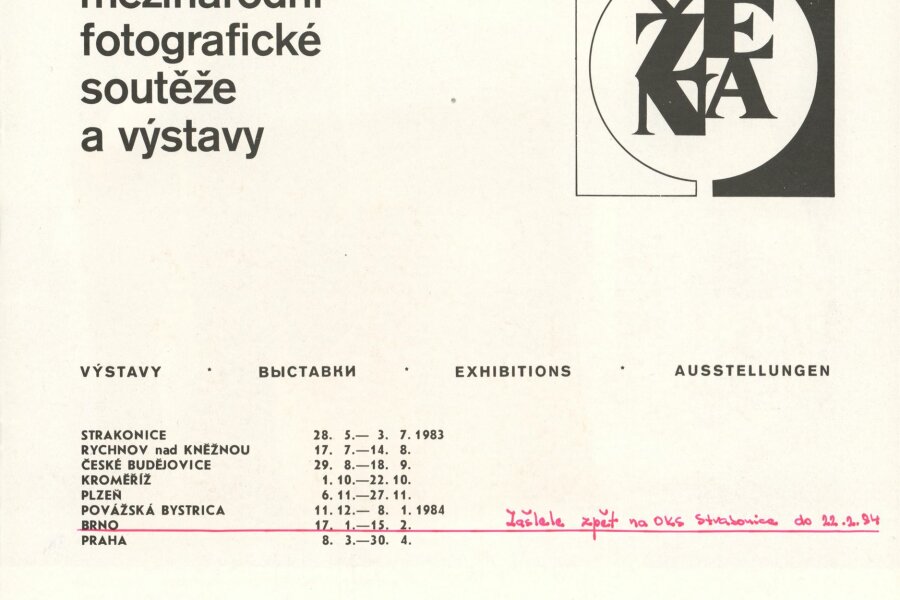 mezinárodní
fotografické
soutěže
a výstavy
ŽENA
VÝSTAVY * ВЫСТАВКИ * EXHIBITIONS * AUSSTELLUNGEN
STRAKONICE 28. 5.— 3. 7. 1983
RYCHNOV nad KNĚŽNOU 17. 7.—14. 8.
ČESKÉ BUDĚJOVICE 29. 8.—18. 9.
KROMĚŘÍŽ 1. 10.—22. 10.
PLZEŇ 6. 11.—27. 11.
POVÁŽSKÁ BYSTRICA 11. 12.— 8. 1. 1984
BRNO 17. 1.—15. 2. Zašlete zpět na OKS Strakonice do 22.2.84
PRAHA 8. 3.—30. 4.